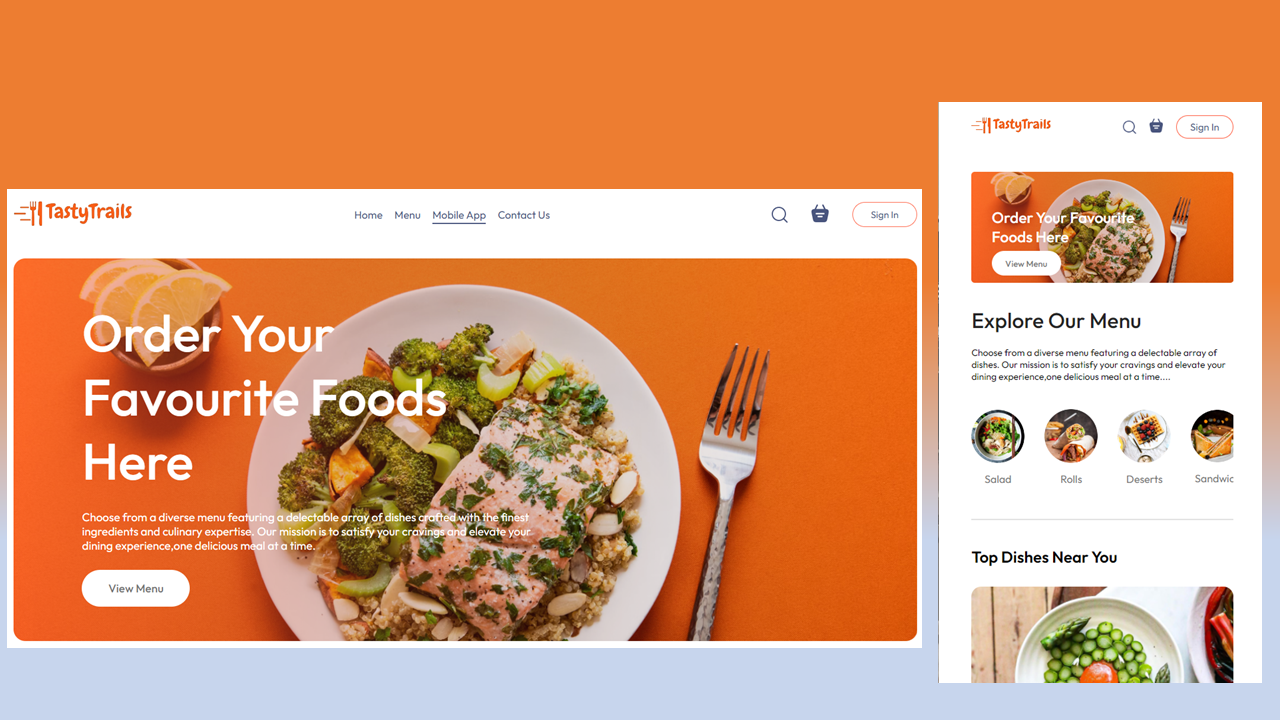 TastyTrails
Home Menu Mobile App Contact Us
Sign In
Order Your
Favourite Foods
Here
Choose from a diverse menu featuring a delectable array of dishes crafted with the finest
ingredients and culinary expertise. Our mission is to satisfy your cravings and elevate your
dining experience,one delicious meal at a time.
View Menu
TastyTrails
Sign In
Order Your Favourite
Foods Here
View Menu
Explore Our Menu
Choose from a diverse menu featuring a delectable array of
dishes. Our mission is to satisfy your cravings and elevate your
dining experience,one delicious meal at a time....
Salad Rolls Deserts Sandwic
Top Dishes Near You